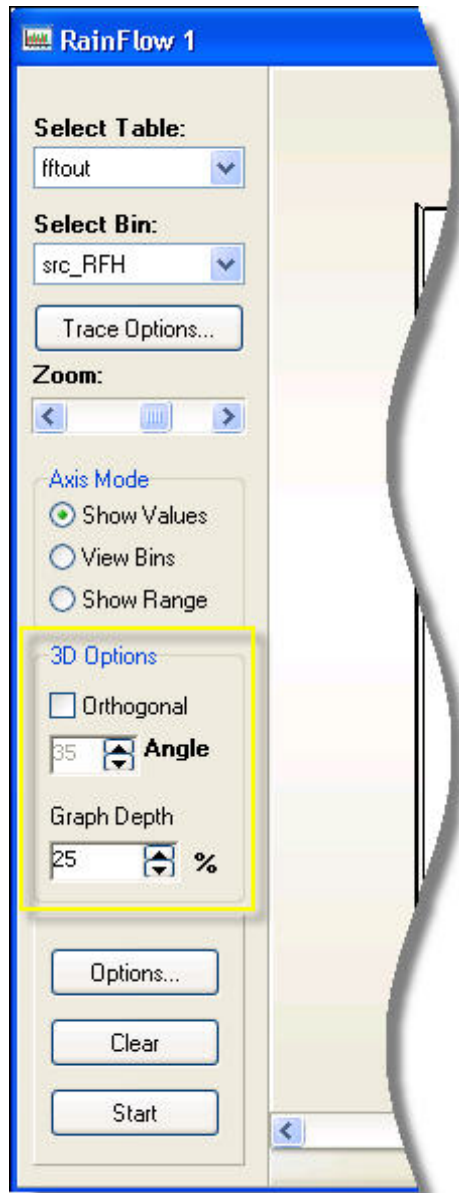 RainFlow 1
Select Table:
fftout
Select Bin:
src_RFH
Trace Options...
Zoom:
Axis Mode
Show Values
View Bins
Show Range
3D Options
Orthogonal
35 Angle
Graph Depth
25 %
Options...
Clear
Start